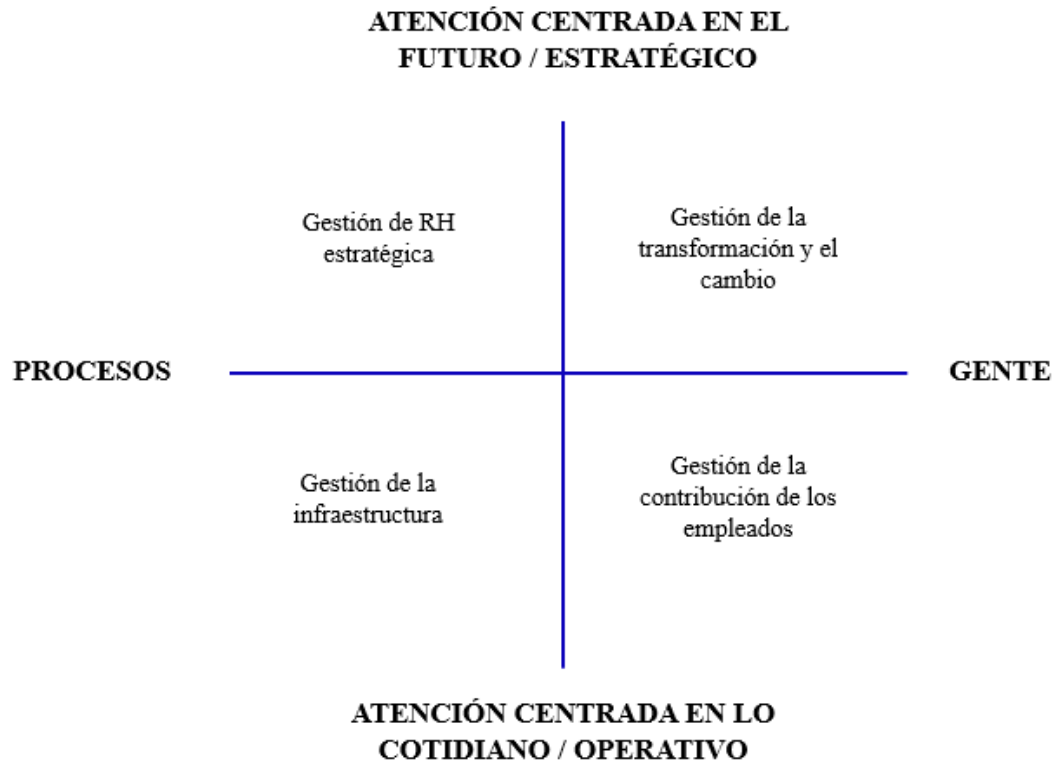 ATENCIÓN CENTRADA EN EL
FUTURO / ESTRATÉGICO
Gestión de RH
estratégica
Gestión de la
transformación y el
cambio
PROCESOS
GENTE
Gestión de la
infraestructura
Gestión de la
contribución de los
empleados
ATENCIÓN CENTRADA EN LO
COTIDIANO / OPERATIVO